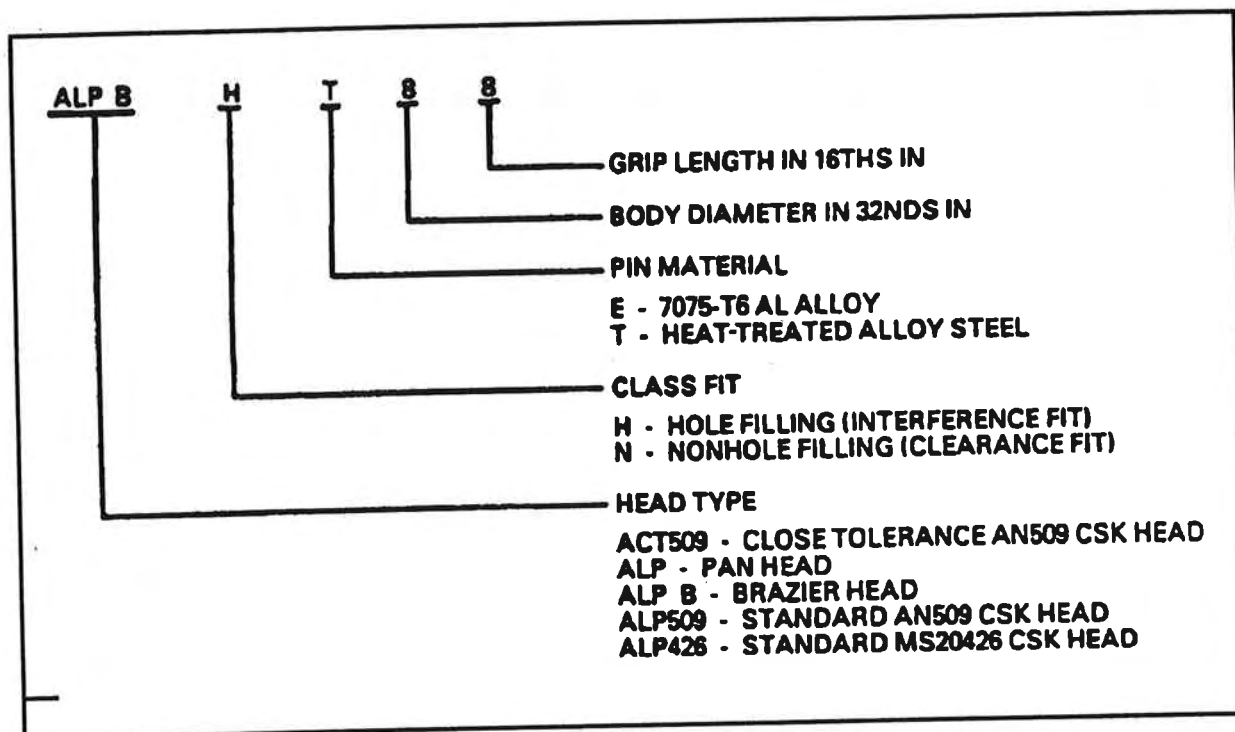 ALP B H T 8 8
GRIP LENGTH IN 16THS IN
BODY DIAMETER IN 32NDS IN
PIN MATERIAL
E - 7075-T6 AL ALLOY
T - HEAT-TREATED ALLOY STEEL
CLASS FIT
H - HOLE FILLING (INTERFERENCE FIT)
N - NONHOLE FILLING (CLEARANCE FIT)
HEAD TYPE
ACT509 - CLOSE TOLERANCE AN509 CSK HEAD
ALP - PAN HEAD
ALP B - BRAZIER HEAD
ALP509 - STANDARD AN509 CSK HEAD
ALP426 - STANDARD MS20426 CSK HEAD